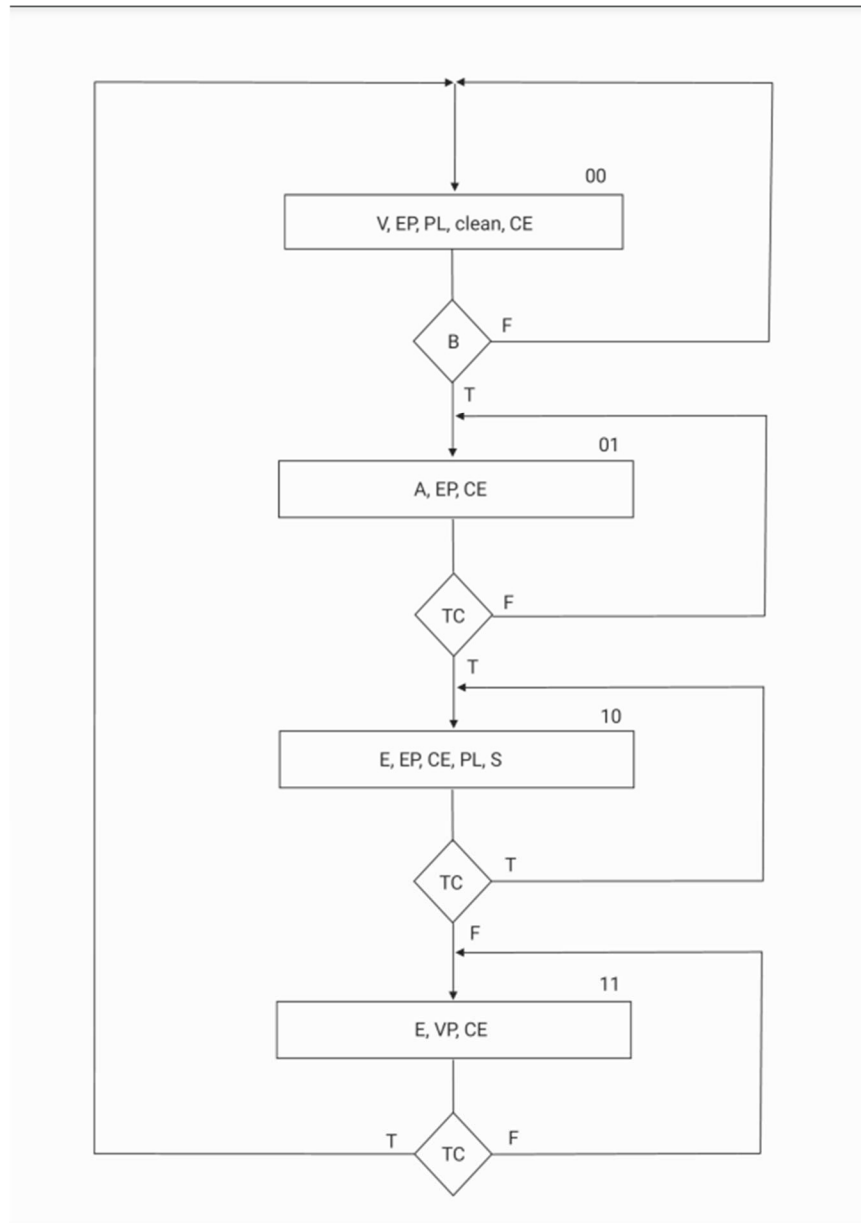 00
V, EP, PL, clean, CE
B
F
T
01
A, EP, CE
TC
F
T
10
E, EP, CE, PL, S
TC
T
F
11
E, VP, CE
T
TC
F